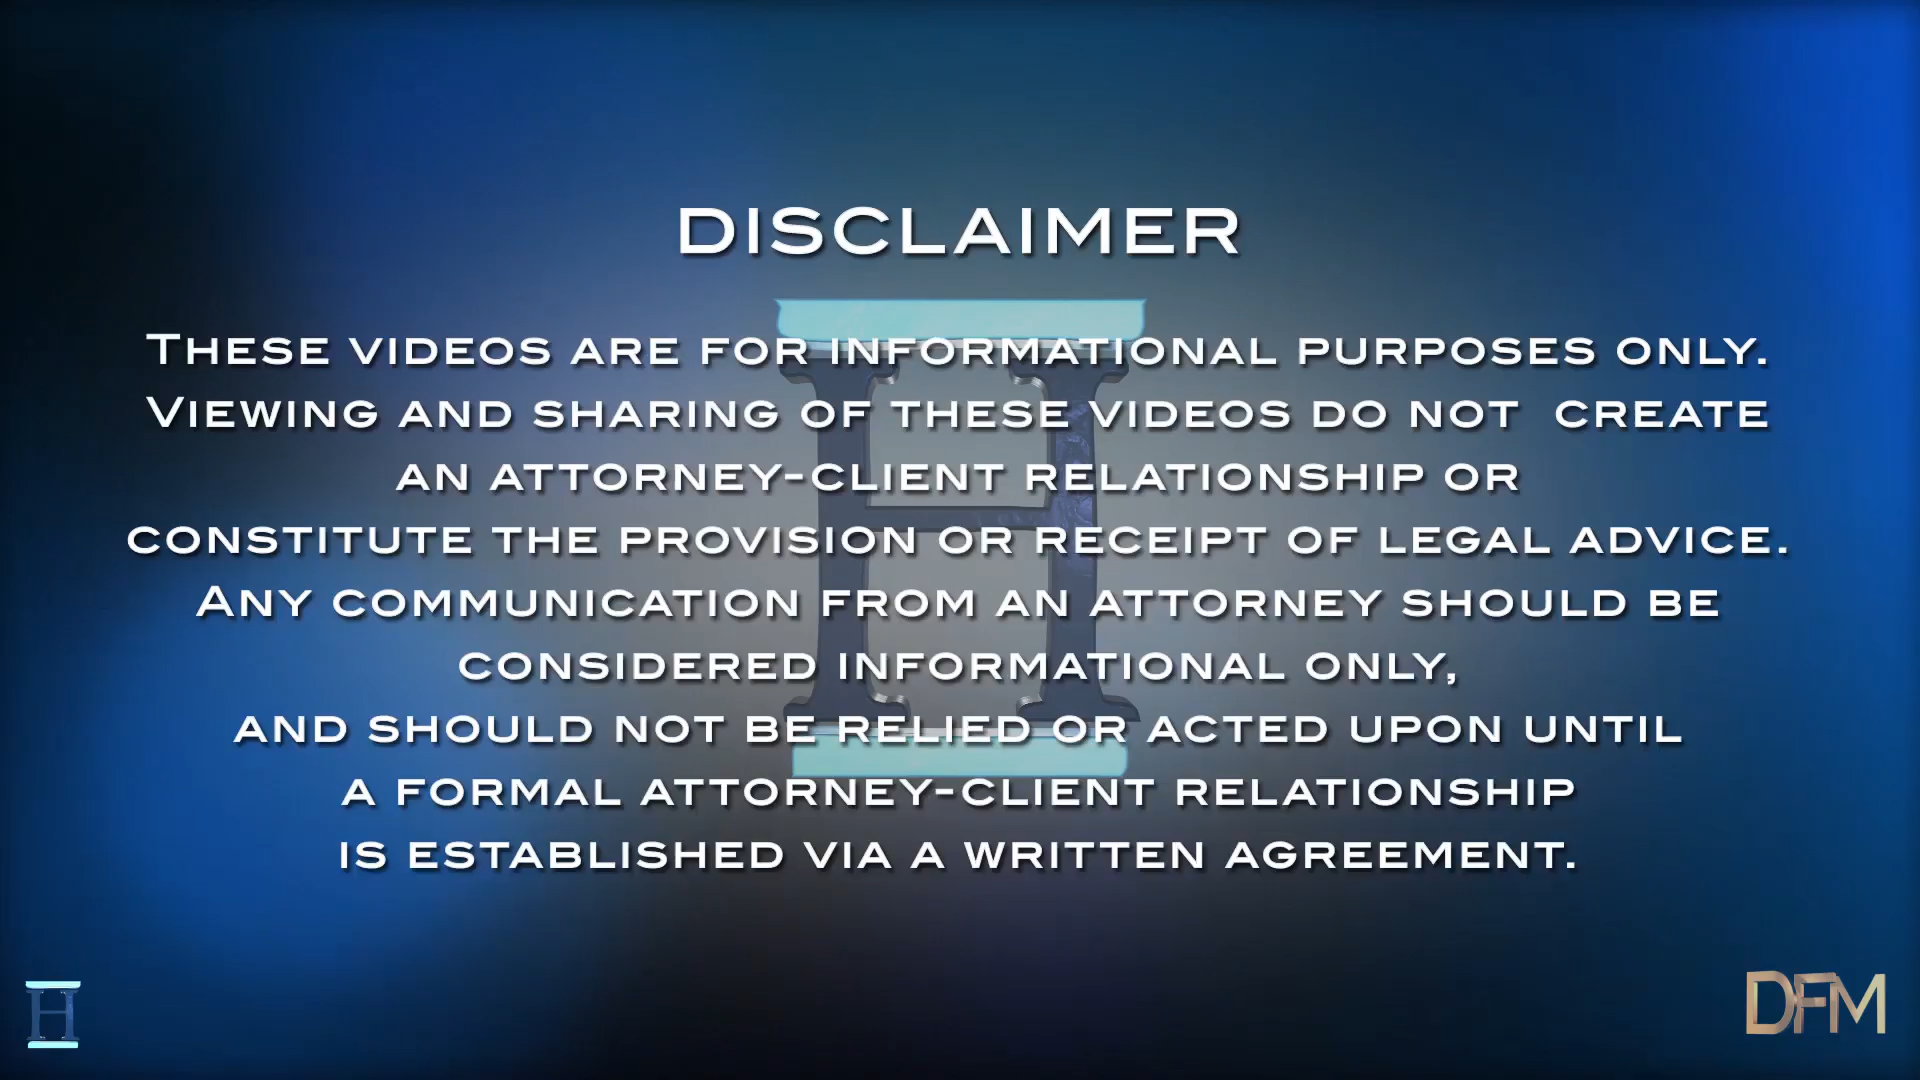 DISCLAIMER
THESE VIDEOS ARE FOR INFORMATIONAL PURPOSES ONLY.
VIEWING AND SHARING OF THESE VIDEOS DO NOT CREATE
AN ATTORNEY-CLIENT RELATIONSHIP OR
CONSTITUTE THE PROVISION OR RECEIPT OF LEGAL ADVICE.
ANY COMMUNICATION FROM AN ATTORNEY SHOULD BE
CONSIDERED INFORMATIONAL ONLY,
AND SHOULD NOT BE RELIED OR ACTED UPON UNTIL
A FORMAL ATTORNEY-CLIENT RELATIONSHIP
IS ESTABLISHED VIA A WRITTEN AGREEMENT.
H
H
DFM